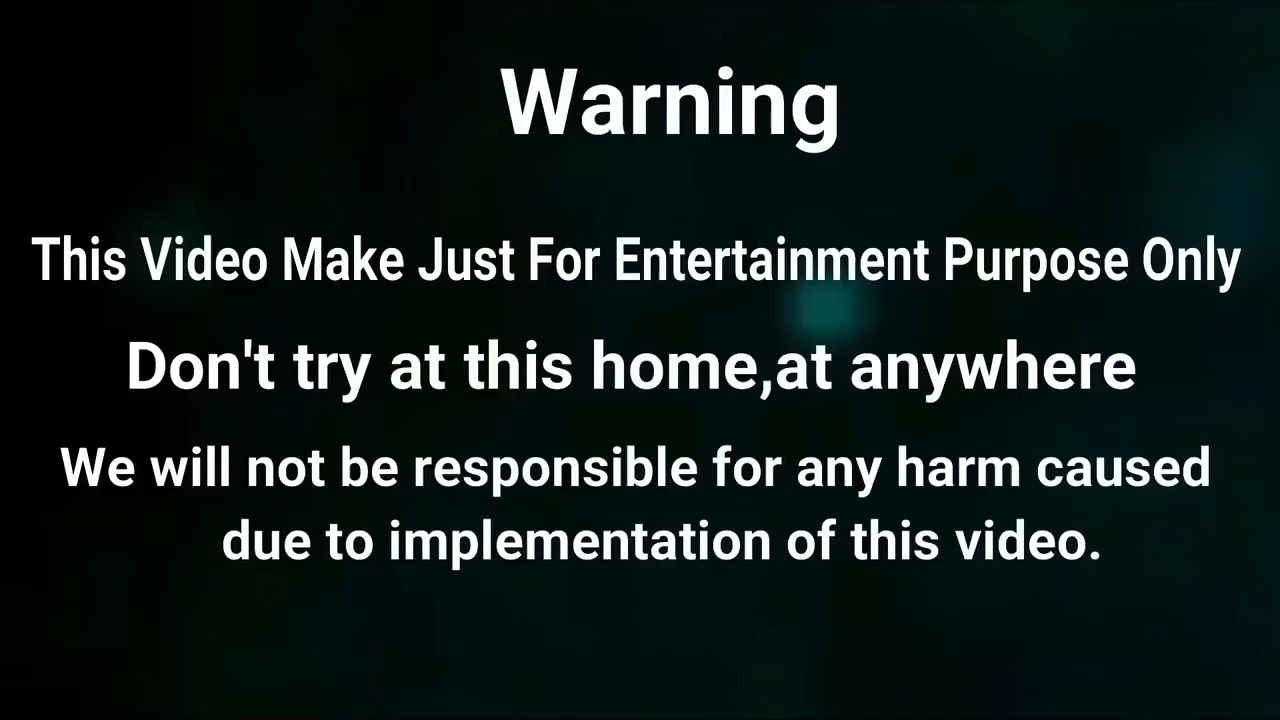 Warning
This Video Make Just For Entertainment Purpose Only
Don't try at this home,at anywhere
We will not be responsible for any harm caused
due to implementation of this video.